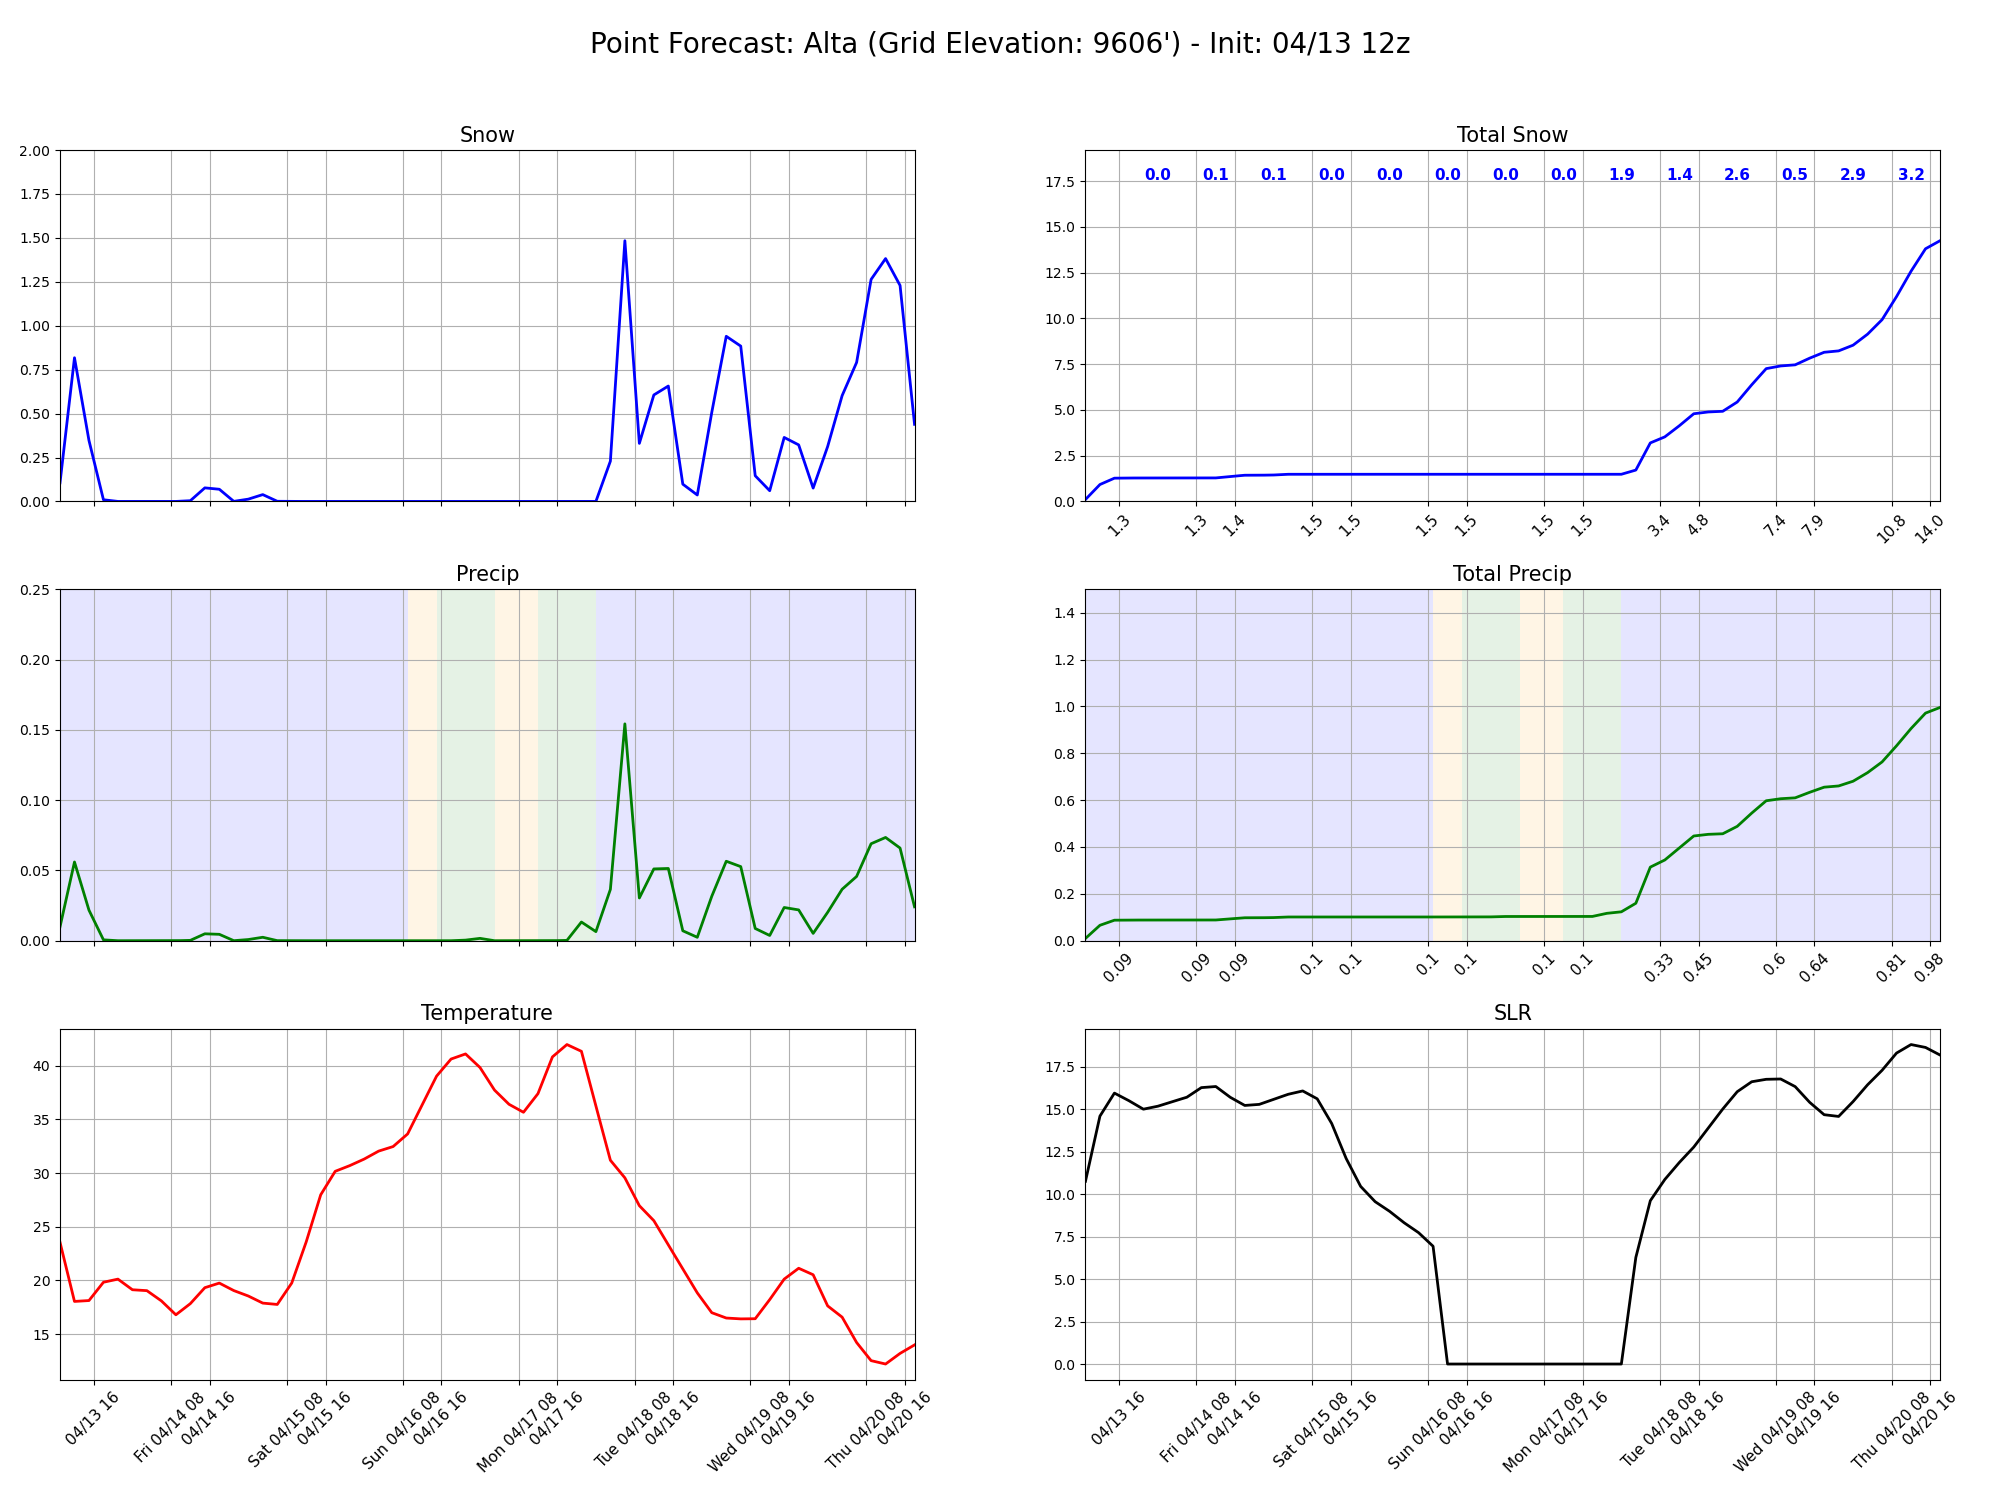 Point Forecast: Alta (Grid Elevation: 9606') - Init: 04/13 12z
Snow
2.00
1.75
1.50
1.25
1.00
0.75
0.50
0.25
0.00
Total Snow
0.0 0.1 0.1 0.0 0.0 0.0 0.0 0.0 1.9 1.4 2.6 0.5 2.9 3.2
17.5
15.0
12.5
10.0
7.5
5.0
2.5
0.0
1.3 1.3 1.4 1.5 1.5 1.5 1.5 1.5 1.5 3.4 4.8 7.4 7.9 10.8 14.0
Precip
0.25
0.20
0.15
0.10
0.05
0.00
Total Precip
1.4
1.2
1.0
0.8
0.6
0.4
0.2
0.0
0.09 0.09 0.09 0.1 0.1 0.1 0.1 0.1 0.1 0.33 0.45 0.6 0.64 0.81 0.98
Temperature
40
35
30
25
20
15
04/13 16
Fri 04/14 08
04/14 16
Sat 04/15 08
04/15 16
Sun 04/16 08
04/16 16
Mon 04/17 08
04/17 16
Tue 04/18 08
04/18 16
Wed 04/19 08
04/19 16
Thu 04/20 08
04/20 16
SLR
17.5
15.0
12.5
10.0
7.5
5.0
2.5
0.0
04/13 16
Fri 04/14 08
04/14 16
Sat 04/15 08
04/15 16
Sun 04/16 08
04/16 16
Mon 04/17 08
04/17 16
Tue 04/18 08
04/18 16
Wed 04/19 08
04/19 16
Thu 04/20 08
04/20 16